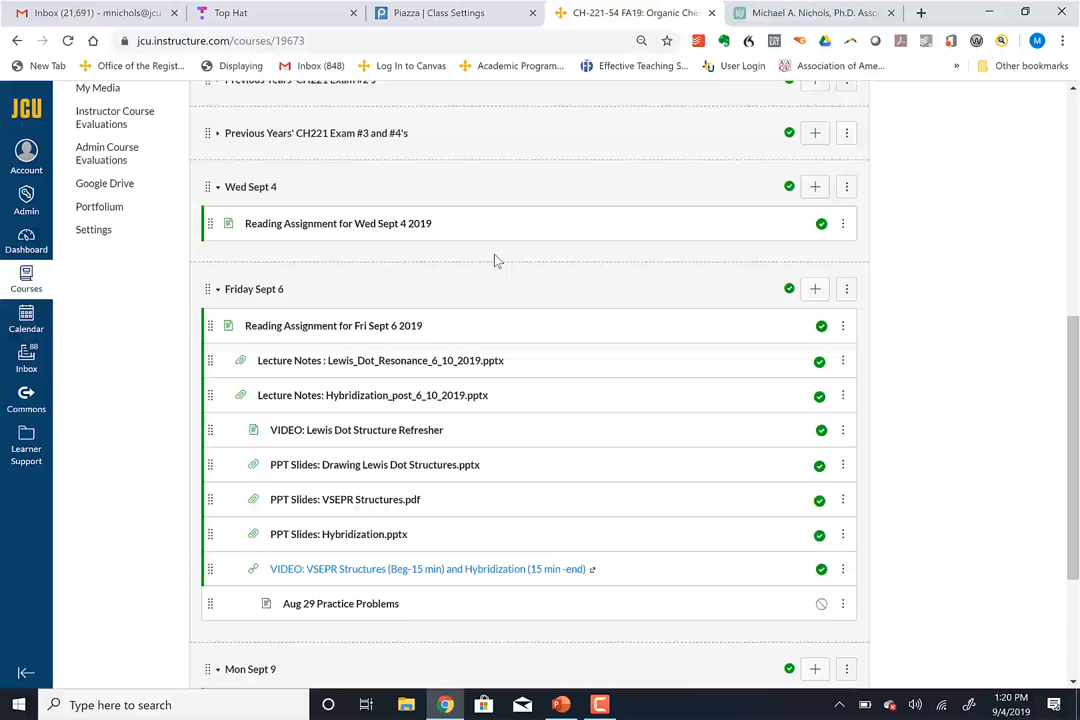 Inbox (21,691) - mnichols@jcu
Top Hat
Piazza | Class Settings
CH-221-54 FA19: Organic Che
Michael A. Nichols, Ph.D. Asso
jcu.instructure.com/courses/19673
New Tab
Office of the Regist...
Displaying
Inbox (848)
Log In to Canvas
Academic Program...
Effective Teaching S...
User Login
Association of Ame...
»
Other bookmarks
JCU
Account
Admin
Dashboard
Courses
Calendar
88
Inbox
Commons
Learner
Support
My Media
Instructor Course
Evaluations
Admin Course
Evaluations
Google Drive
Portfolium
Settings
Previous Years' CH221 Exam #2's
Previous Years' CH221 Exam #3 and #4's
Wed Sept 4
Reading Assignment for Wed Sept 4 2019
Friday Sept 6
Reading Assignment for Fri Sept 6 2019
Lecture Notes : Lewis_Dot_Resonance_6_10_2019.pptx
Lecture Notes: Hybridization_post_6_10_2019.pptx
VIDEO: Lewis Dot Structure Refresher
PPT Slides: Drawing Lewis Dot Structures.pptx
PPT Slides: VSEPR Structures.pdf
PPT Slides: Hybridization.pptx
VIDEO: VSEPR Structures (Beg-15 min) and Hybridization (15 min -end)
Aug 29 Practice Problems
Mon Sept 9
Type here to search
1:20 PM
9/4/2019